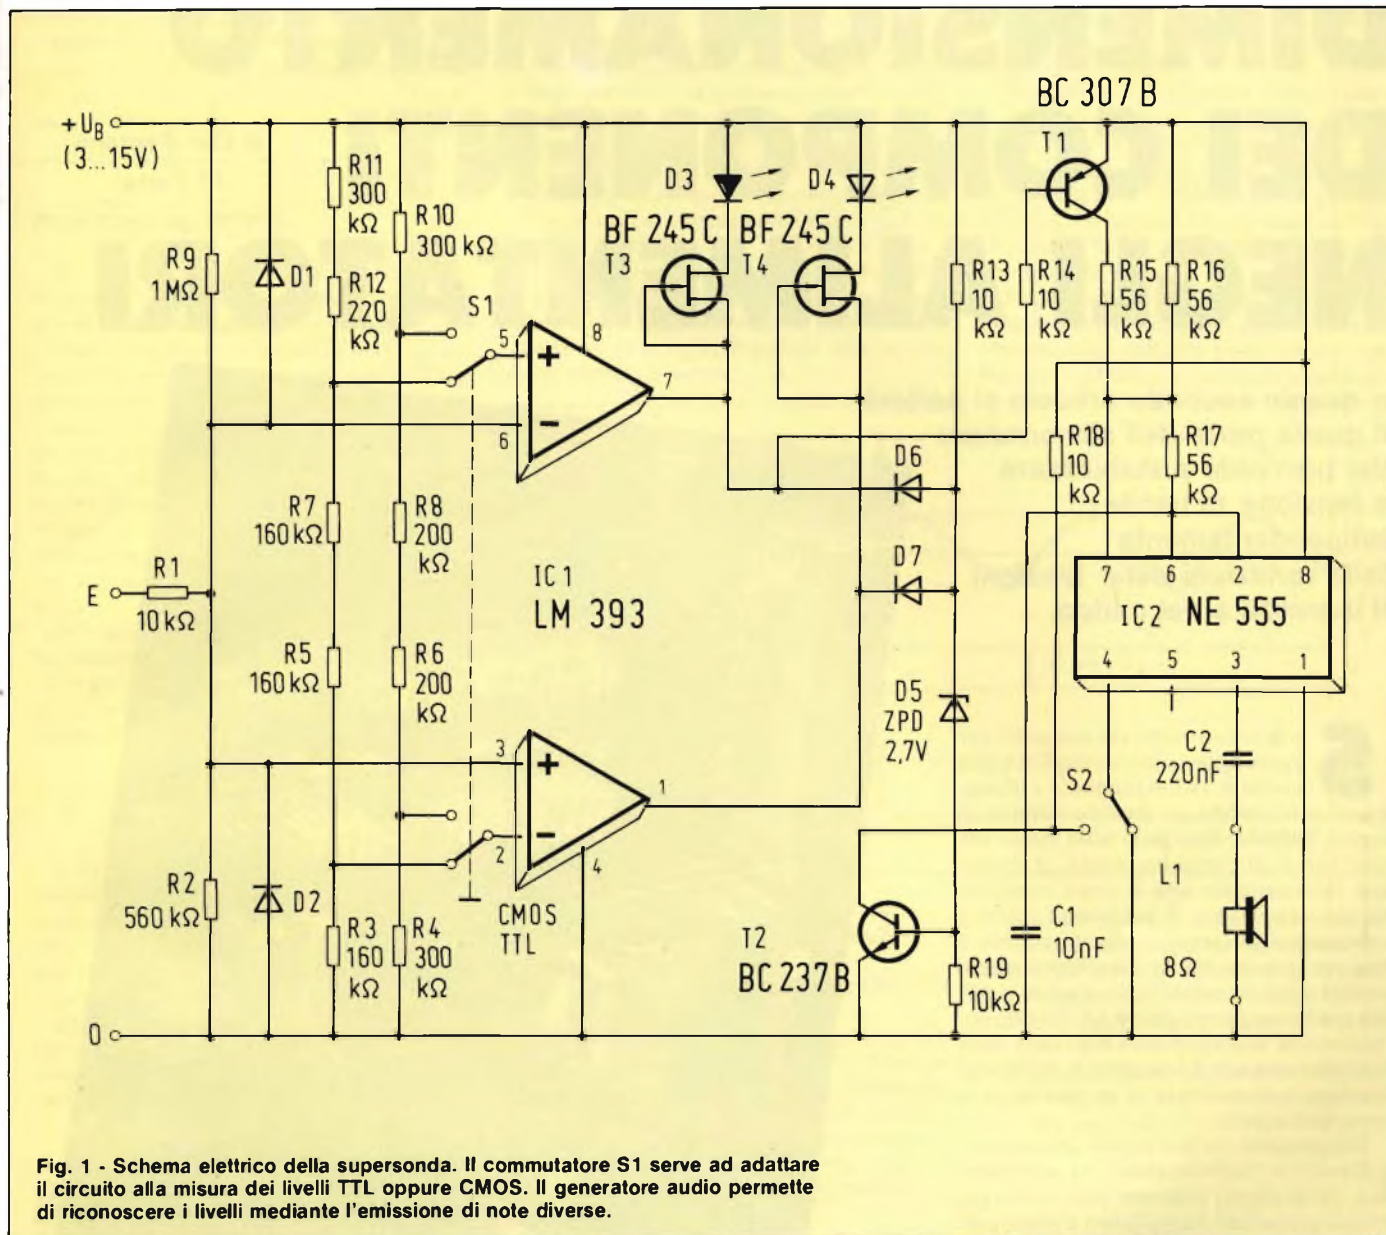 BC 307 B
+UB
(3...15V)
T1
R11
300
kΩ
R10
300 kΩ
D3
D4
BF 245 C
BF 245 C
T3
T4
R9
1MΩ
D1
R12
220
kΩ
S1
R13
10
kΩ
R14
10
kΩ
R15
56
kΩ
R16
56
kΩ
5
+
8
7
6
−
R18
10
kΩ
R17
56
kΩ
D6
R7
160 kΩ
R8
200
kΩ
D7
R1
E
10 kΩ
IC 1
LM 393
7
6
2
8
IC2 NE 555
4
5
3
1
R5
160 kΩ
R6
200
kΩ
D5
ZPD
2,7V
C2
220nF
S2
3
+
1
−
2
4
R2
560 kΩ
D2
L1
CMOS
TTL
R3
160
kΩ
R4
300
kΩ
T2
BC 237 B
C1
10nF
R19
10kΩ
8Ω
0
Fig. 1 - Schema elettrico della supersonda. Il commutatore S1 serve ad adattare
il circuito alla misura dei livelli TTL oppure CMOS. Il generatore audio permette
di riconoscere i livelli mediante l'emissione di note diverse.